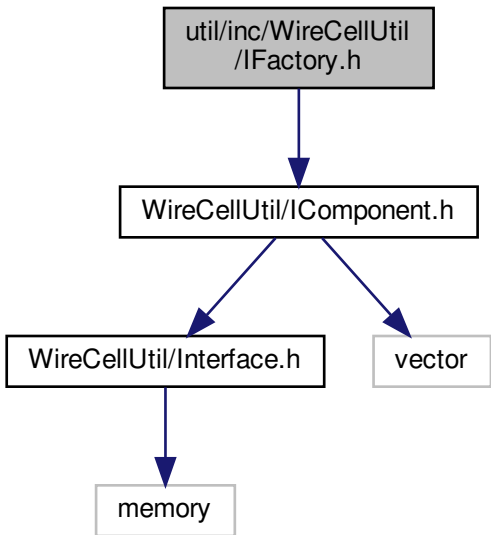 util/inc/WireCellUtil
/IFactory.h
WireCellUtil/IComponent.h
WireCellUtil/Interface.h
vector
memory